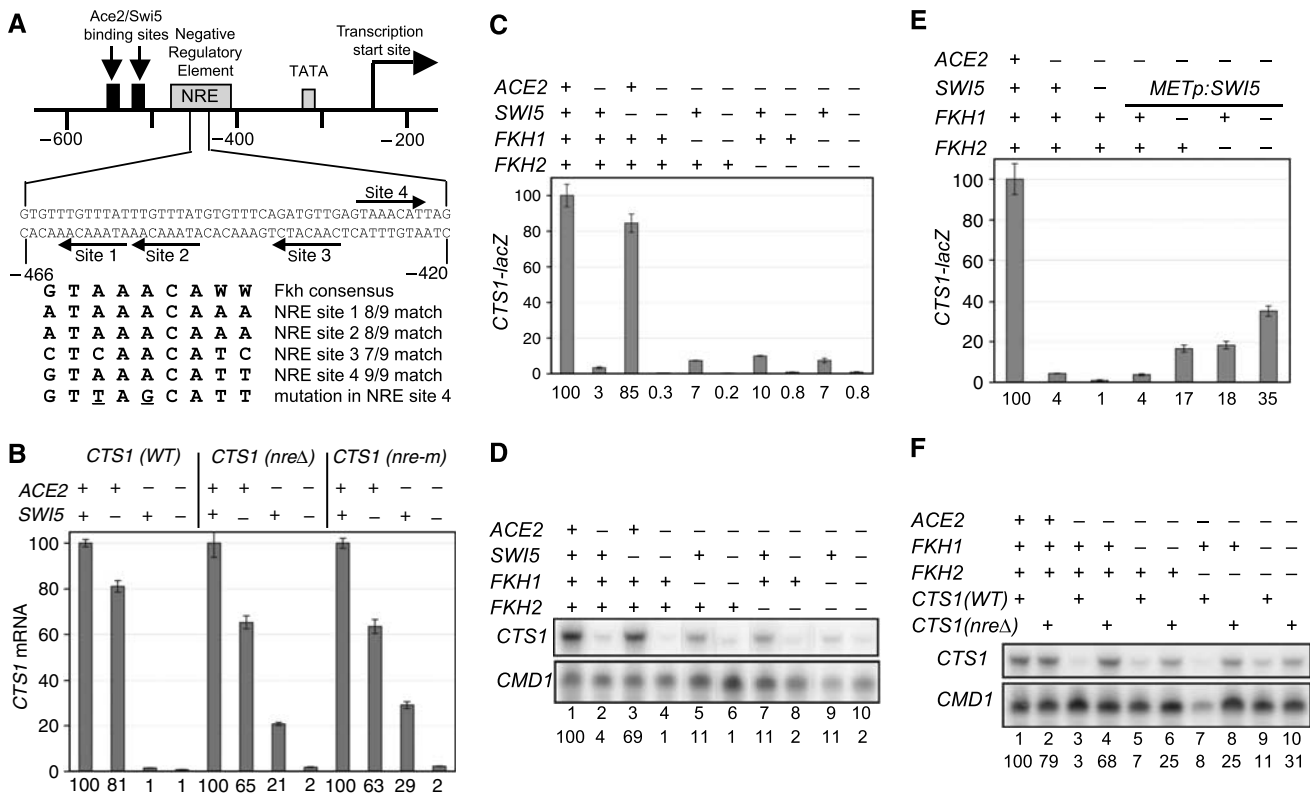 A
Ace2/Swi5
binding sites
Negative
Regulatory
Element
Transcription
start site
TATA
NRE
−600
−400
−200
Site 4
GTGTTTGTTTATTTGTTTATGTGTTTCAGATGTTGAGTAAACATTAG
CACAAACAAATAAACAAATACACAAAGTCTACAACTCATTTGTAATC
Site 1
Site 2
Site 3
−466
−420
G T A A A C A W W Fkh consensus
A T A A A C A A A NRE site 1 8/9 match
A T A A A C A A A NRE site 2 8/9 match
C T C A A C A T C NRE site 3 7/9 match
G T A A A C A T T NRE site 4 9/9 match
G T T A G C A T T mutation in NRE site 4
B
CTS1 (WT) CTS1 (nreΔ) CTS1 (nre-m)
ACE2 + + − − + + − − + + − −
SWI5 + − + − + − + − + − + −
CTS1 mRNA
100
80
60
40
20
0
100 81 1 1 100 65 21 2 100 63 29 2
C
ACE2 + − + − − − − − − −
SWI5 + + − − + − + − + −
FKH1 + + + + − − + + − −
FKH2 + + + + + + − − − −
CTS1-lacZ
100
80
60
40
20
0
100 3 85 0.3 7 0.2 10 0.8 7 0.8
D
ACE2 + − + − − − − − − −
SWI5 + + − − + − + − + −
FKH1 + + + + − − + + − −
FKH2 + + + + + + − − − −
CTS1
CMD1
1 2 3 4 5 6 7 8 9 10
100 4 69 1 11 1 11 2 11 2
E
ACE2 + − − − − − −
SWI5 + + − METp:SWI5
FKH1 + + + + − + −
FKH2 + + + + + − −
CTS1-lacZ
100
80
60
40
20
0
100 4 1 4 17 18 35
F
ACE2 + + − − − − − − − −
FKH1 + + + + − − + + − −
FKH2 + + + + + + − − − −
CTS1(WT) + + + + +
CTS1(nreΔ) + + + + +
CTS1
CMD1
1 2 3 4 5 6 7 8 9 10
100 79 3 68 7 25 8 25 11 31